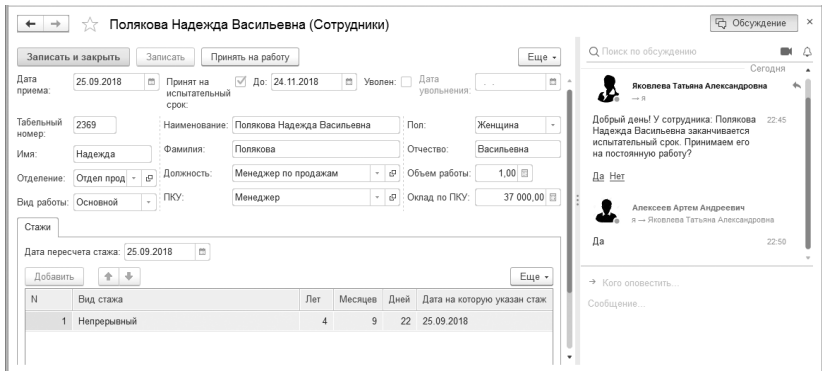 Полякова Надежда Васильевна (Сотрудники)
Обсуждение
Записать и закрыть Записать Принять на работу Еще
Дата приема: 25.09.2018 Принят на испытательный срок: До: 24.11.2018 Уволен: Дата увольнения: . .
Табельный номер: 2369 Наименование: Полякова Надежда Васильевна Пол: Женщина
Имя: Надежда Фамилия: Полякова Отчество: Васильевна
Отделение: Отдел прод Должность: Менеджер по продажам Объем работы: 1,00
Вид работы: Основной ПКУ: Менеджер Оклад по ПКУ: 37 000,00
Стажи
Дата пересчета стажа: 25.09.2018
Добавить Еще
N Вид стажа Лет Месяцев Дней Дата на которую указан стаж
1 Непрерывный 4 9 22 25.09.2018
Поиск по обсуждению
Сегодня
Яковлева Татьяна Александровна
→ я
Добрый день! У сотрудника: Полякова 22:45
Надежда Васильевна заканчивается
испытательный срок. Принимаем его
на постоянную работу?
Да Нет
Алексеев Артем Андреевич
я → Яковлева Татьяна Александровна
Да 22:50
Кого оповестить...
Сообщение...